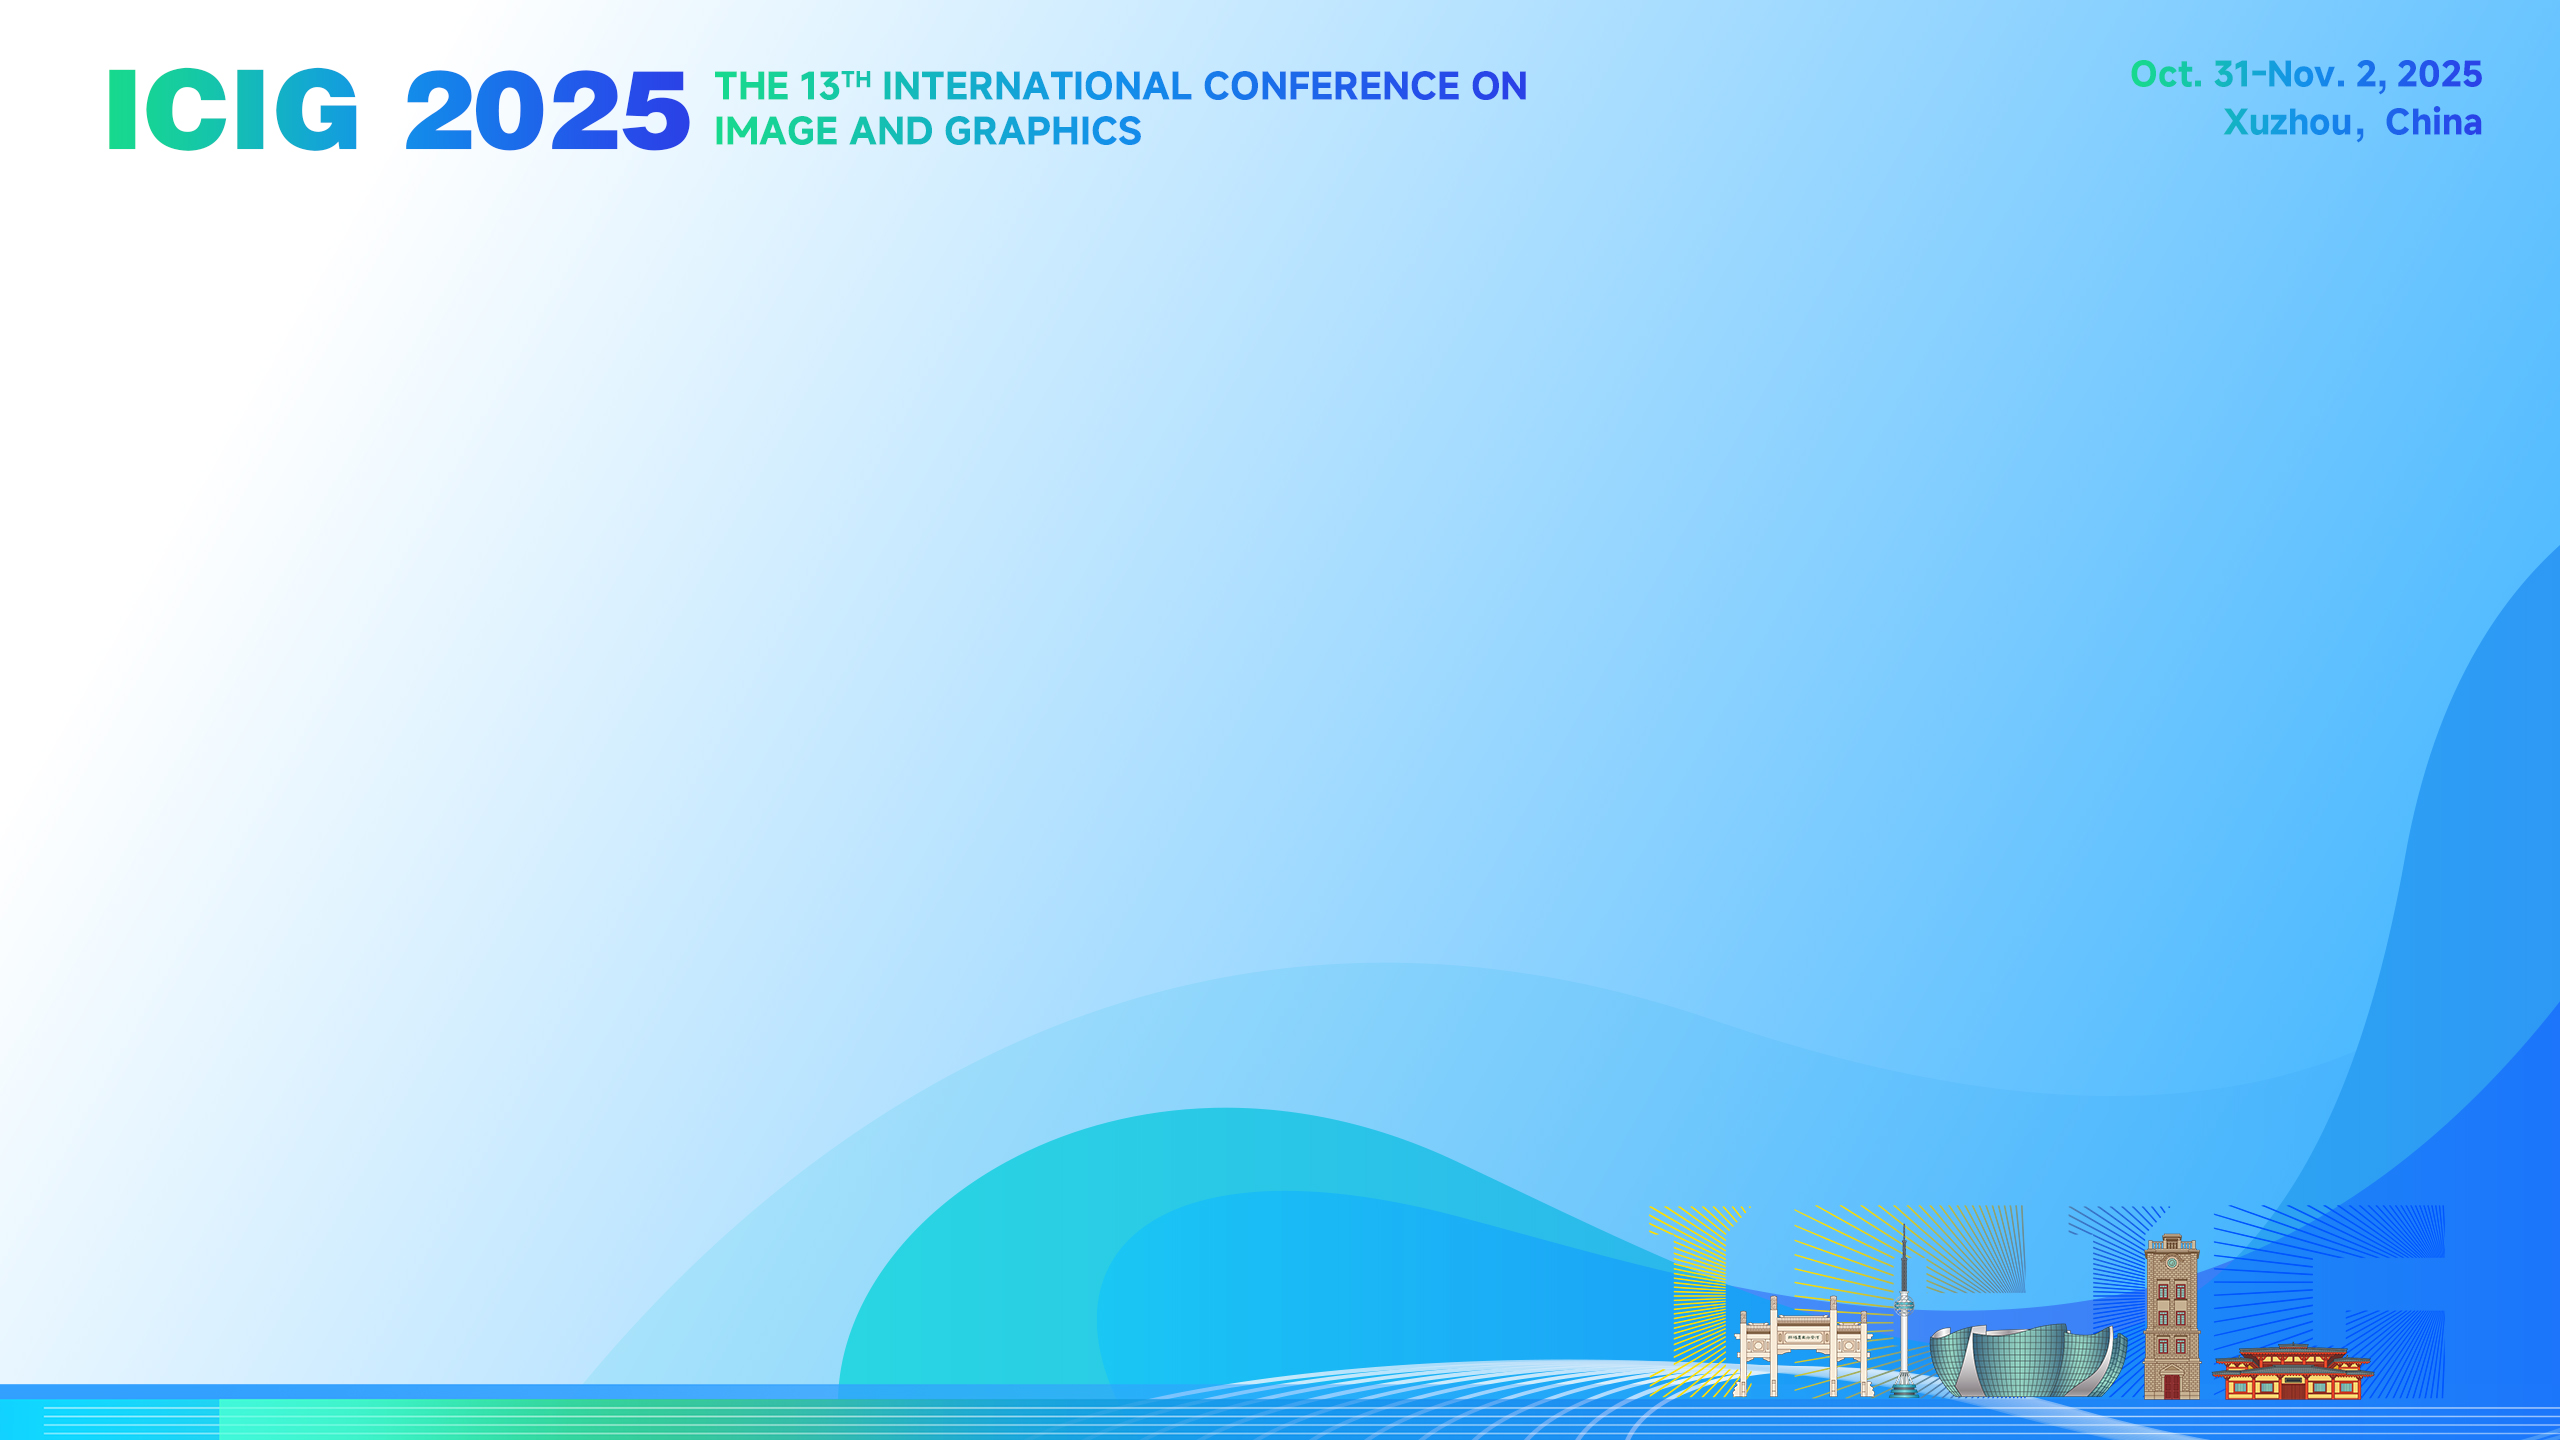 ICIG 2025
THE 13TH INTERNATIONAL CONFERENCE ON
IMAGE AND GRAPHICS
Oct. 31-Nov. 2, 2025
Xuzhou，China